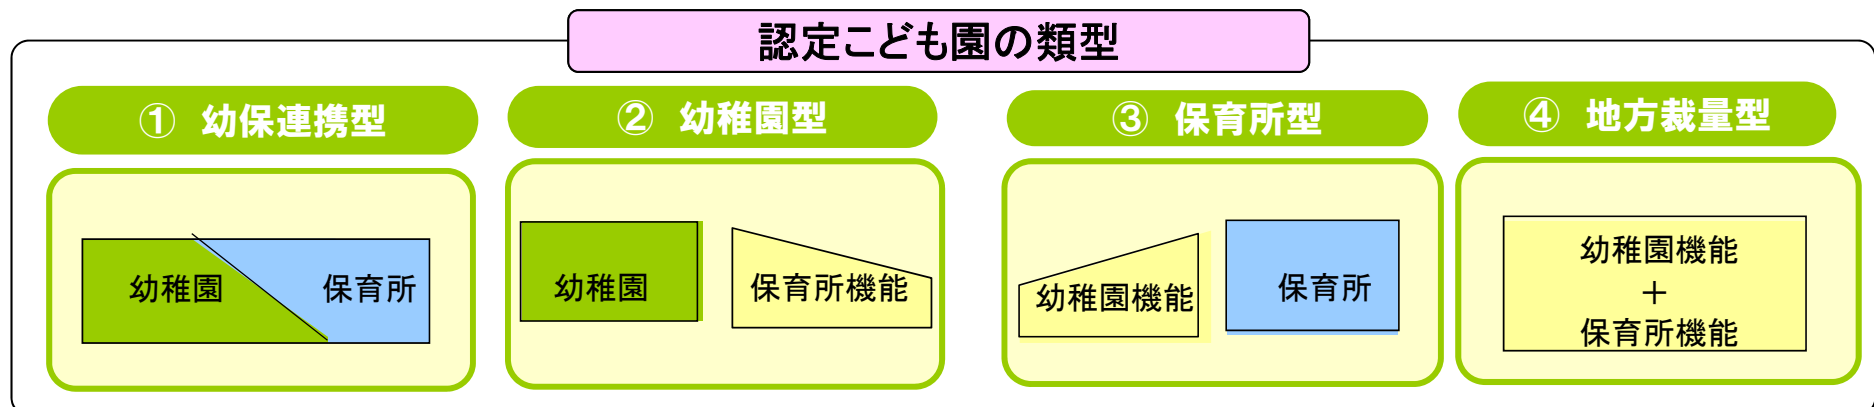 認定こども園の類型
① 幼保連携型
② 幼稚園型
③ 保育所型
④ 地方裁量型
幼稚園
保育所
幼稚園
保育所機能
幼稚園機能
保育所
幼稚園機能
＋
保育所機能